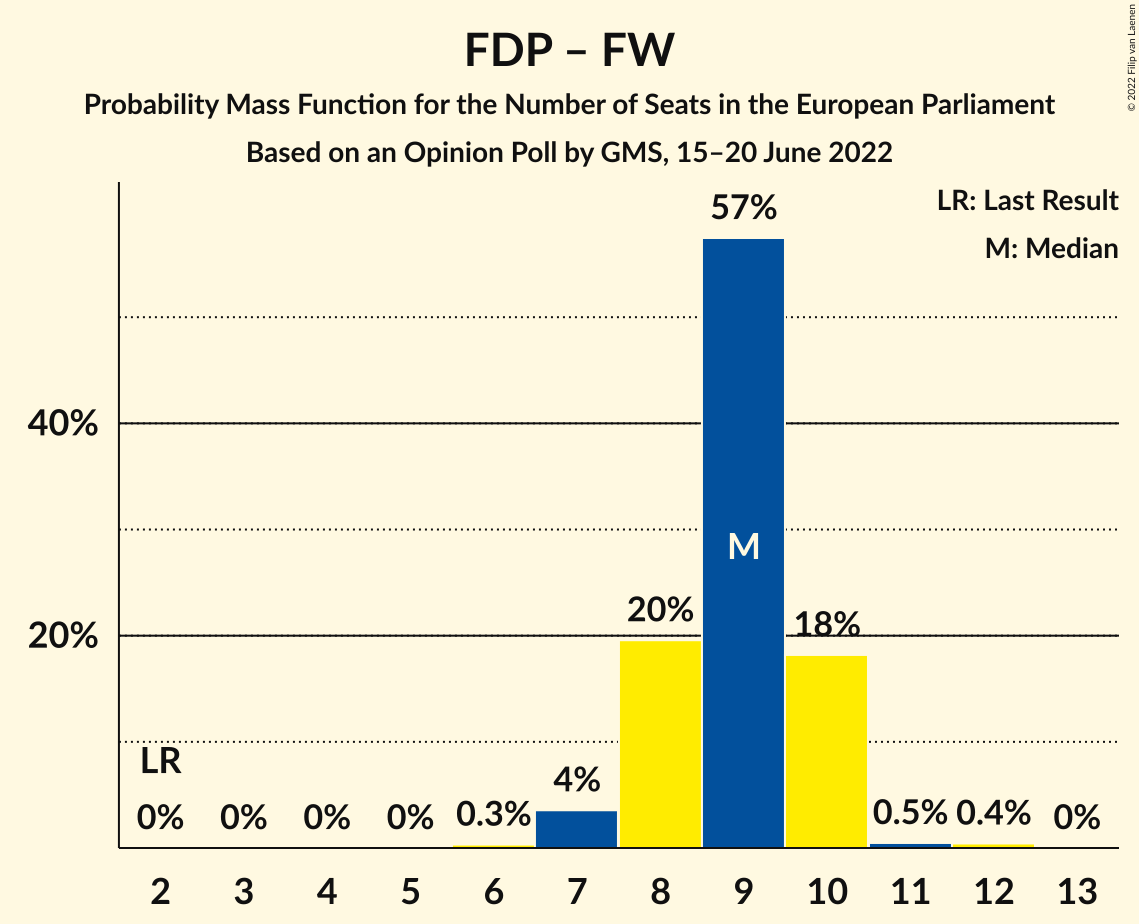 FDP – FW
Probability Mass Function for the Number of Seats in the European Parliament
Based on an Opinion Poll by GMS, 15–20 June 2022
© 2022 Filip van Laenen
LR: Last Result
M: Median
57%
40%
M
20%
18%
20%
LR
4%
0%
0%
0%
0%
0.3%
0.5%
0.4%
0%
2 3 4 5 6 7 8 9 10 11 12 13